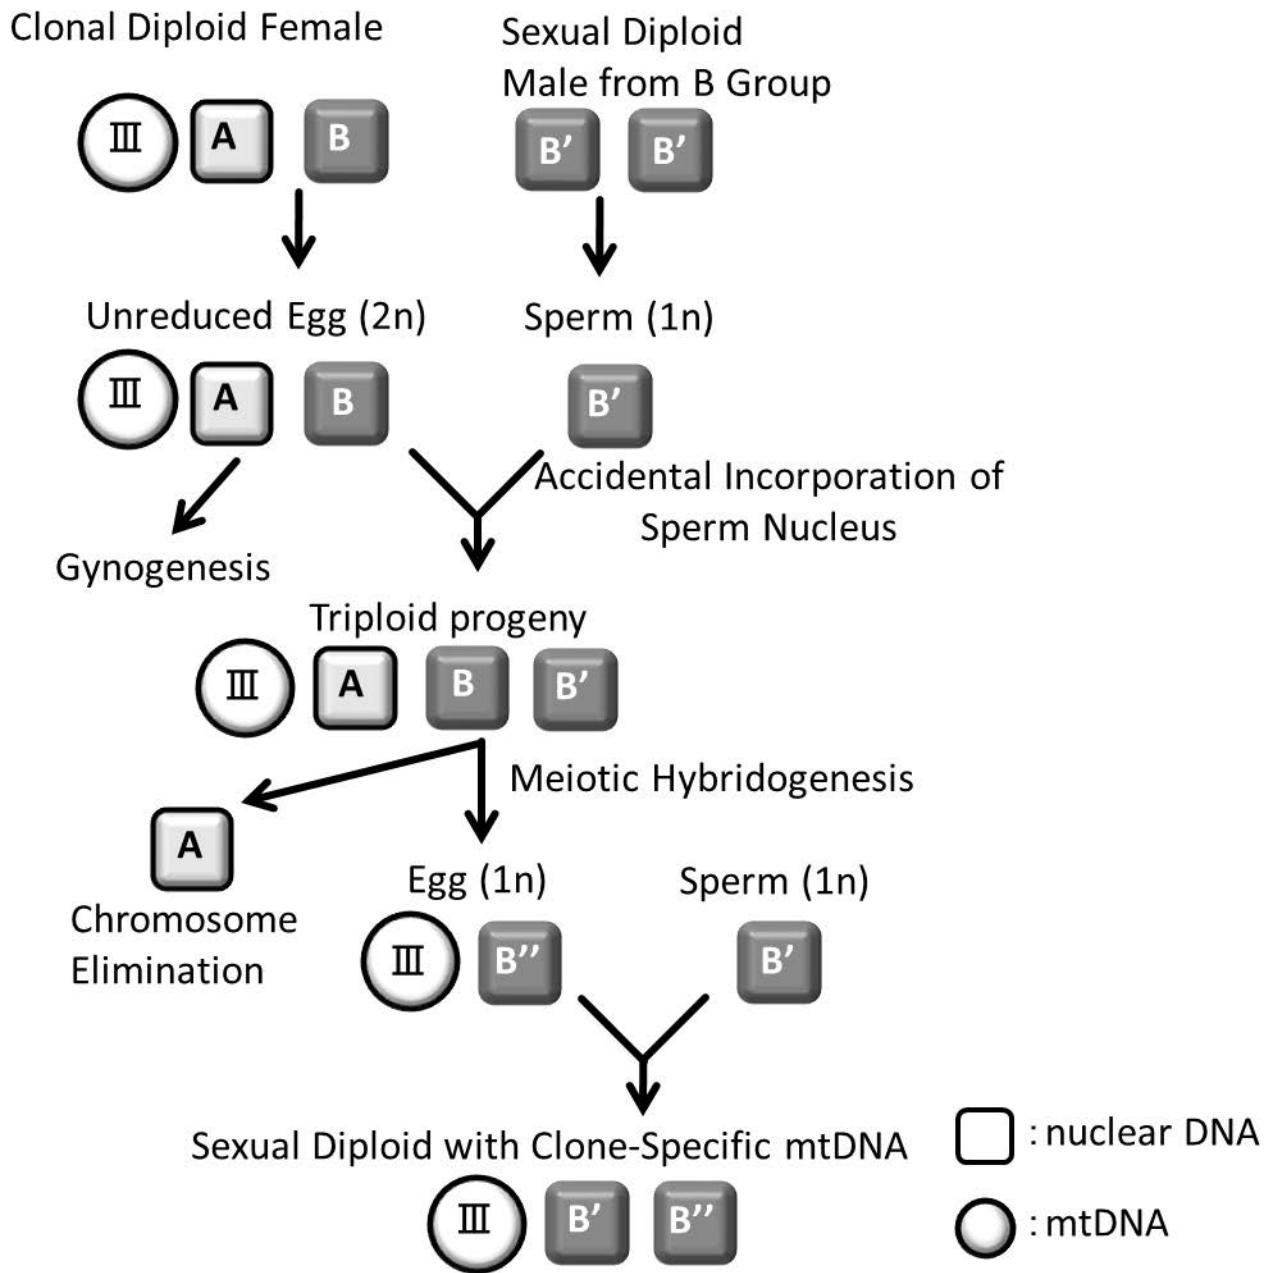 Clonal Diploid Female
Sexual Diploid
Male from B Group
Ⅲ A B
B′ B′
Unreduced Egg (2n)
Sperm (1n)
Ⅲ A B
B′
Accidental Incorporation of
Sperm Nucleus
Gynogenesis
Triploid progeny
Ⅲ A B B′
Meiotic Hybridogenesis
A
Chromosome
Elimination
Egg (1n)
Sperm (1n)
Ⅲ B′′
B′
Sexual Diploid with Clone-Specific mtDNA
Ⅲ B′ B′′
: nuclear DNA
: mtDNA